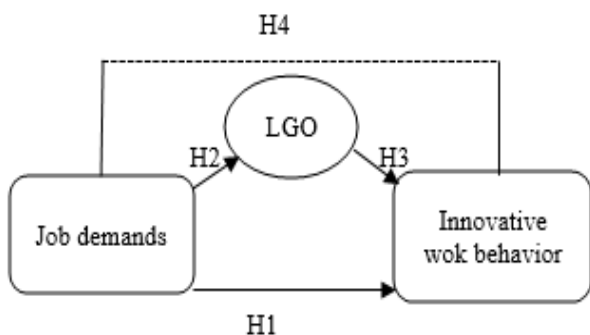 H4
LGO
H2
H3
Job demands
Innovative
wok behavior
H1